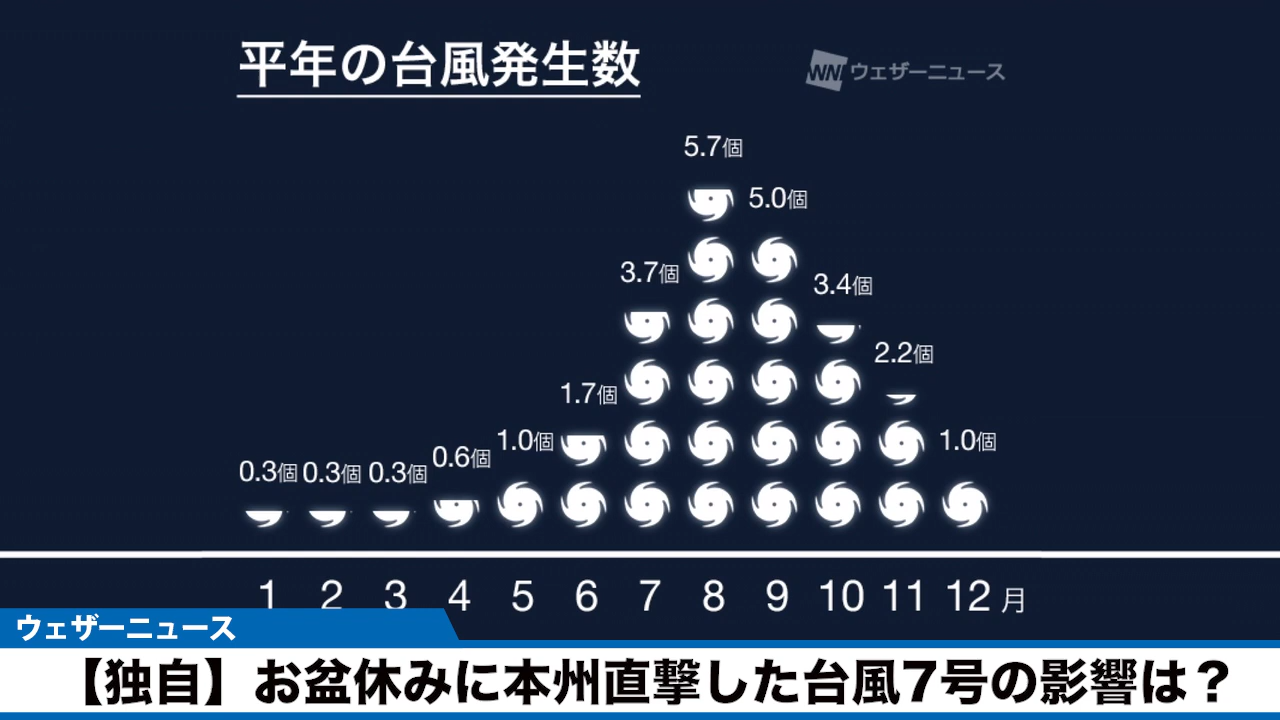 平年の台風発生数
WN ウェザーニュース
5.7個
5.0個
3.7個
3.4個
2.2個
1.7個
1.0個 1.0個
0.6個
0.3個 0.3個 0.3個
1 2 3 4 5 6 7 8 9 10 11 12 月
ウェザーニュース
【独自】お盆休みに本州直撃した台風7号の影響は？